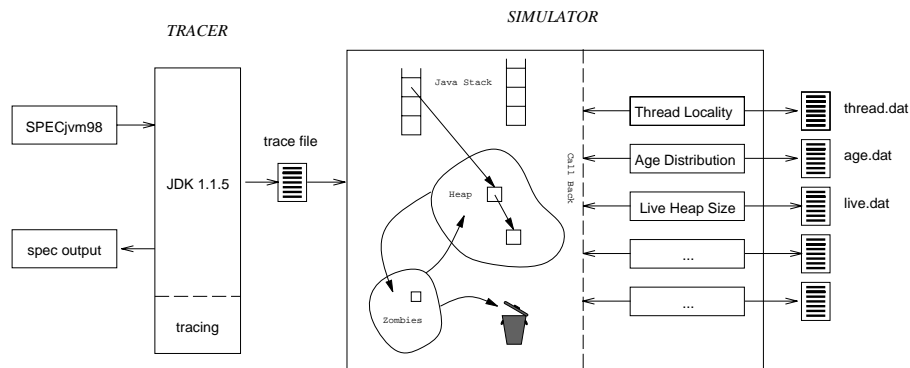 TRACER
SIMULATOR
SPECjvm98
JDK 1.1.5
spec output
tracing
trace file
Java Stack
Heap
Zombies
Call Back
Thread Locality
thread.dat
Age Distribution
age.dat
Live Heap Size
live.dat
...
...